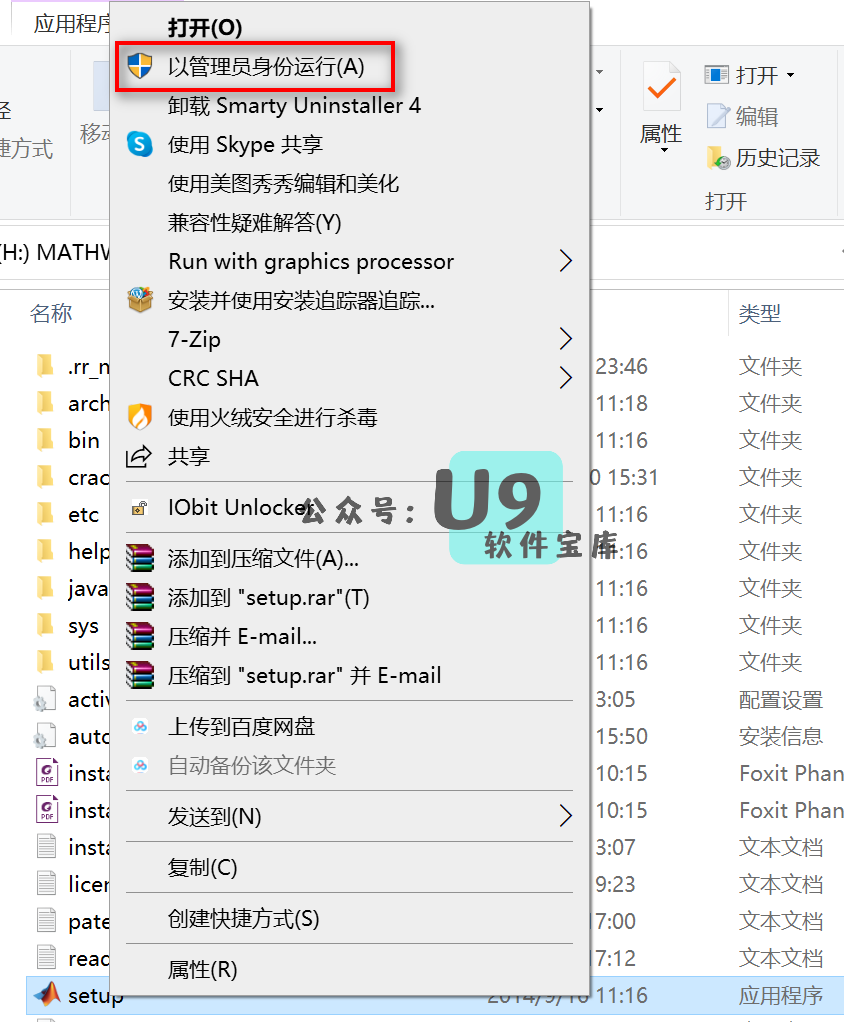 应用程序
打开(O)
以管理员身份运行(A)
卸载 Smarty Uninstaller 4
使用 Skype 共享
使用美图秀秀编辑和美化
兼容性疑难解答(Y)
Run with graphics processor
安装并使用安装追踪器追踪...
7-Zip
CRC SHA
使用火绒安全进行杀毒
共享
IObit Unlocker
添加到压缩文件(A)...
添加到 "setup.rar"(T)
压缩并 E-mail...
压缩到 "setup.rar" 并 E-mail
上传到百度网盘
自动备份该文件夹
发送到(N)
复制(C)
创建快捷方式(S)
属性(R)
公众号：U9
软件宝库
径
捷方式
移动
属性
打开
编辑
历史记录
打开
(H:) MATHW
名称 类型
.rr_m 23:46 文件夹
arch 11:18 文件夹
bin 11:16 文件夹
crac 0 15:31 文件夹
etc 11:16 文件夹
help 11:16 文件夹
java 11:16 文件夹
sys 11:16 文件夹
utils 11:16 文件夹
activ 3:05 配置设置
auto 15:50 安装信息
insta 10:15 Foxit Phan
insta 10:15 Foxit Phan
insta 3:07 文本文档
licen 9:23 文本文档
pate 17:00 文本文档
read 17:12 文本文档
setup 2014/9/16 11:16 应用程序